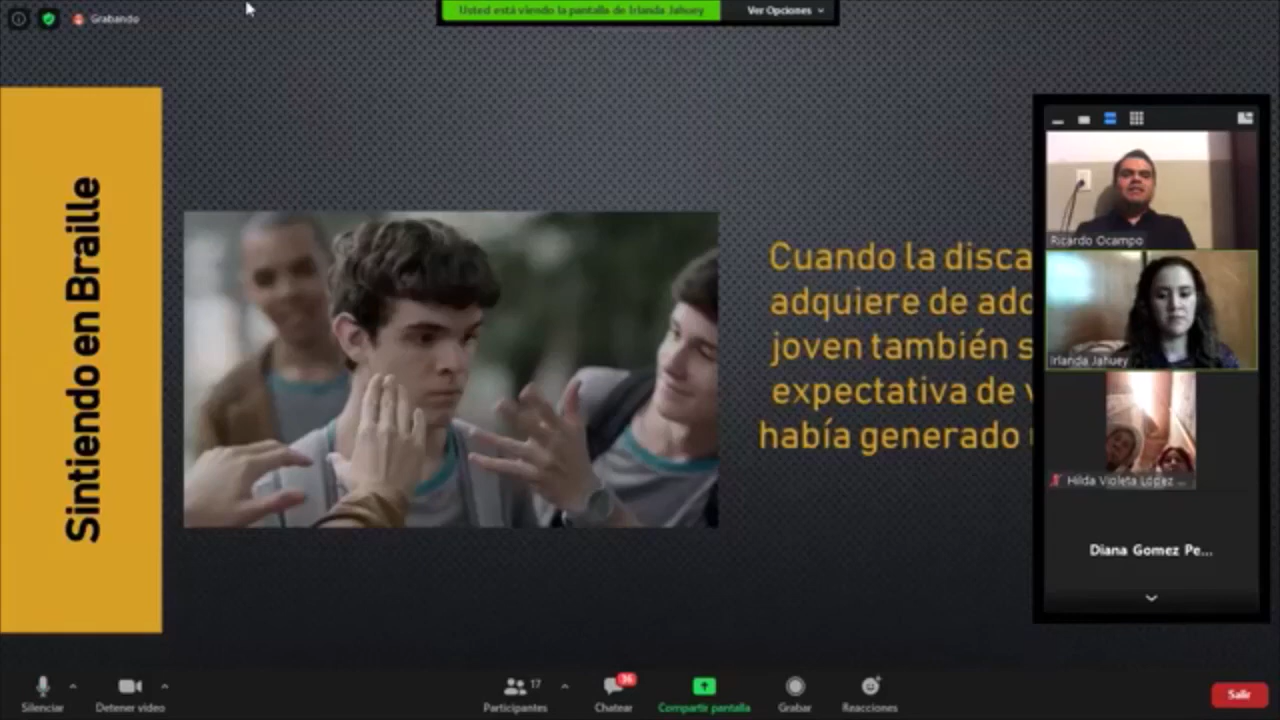 Grabando
Usted está viendo la pantalla de Irlanda Jahuey
Ver Opciones
Sintiendo en Braille
Cuando la disca
adquiere de ado
joven también s
expectativa de v
había generado
Ricardo Ocampo
Irlanda Jahuey
Hilda Violeta López ...
Diana Gomez Pe...
Silenciar
Detener video
17
Participantes
36
Chatear
Compartir pantalla
Grabar
Reacciones
Salir